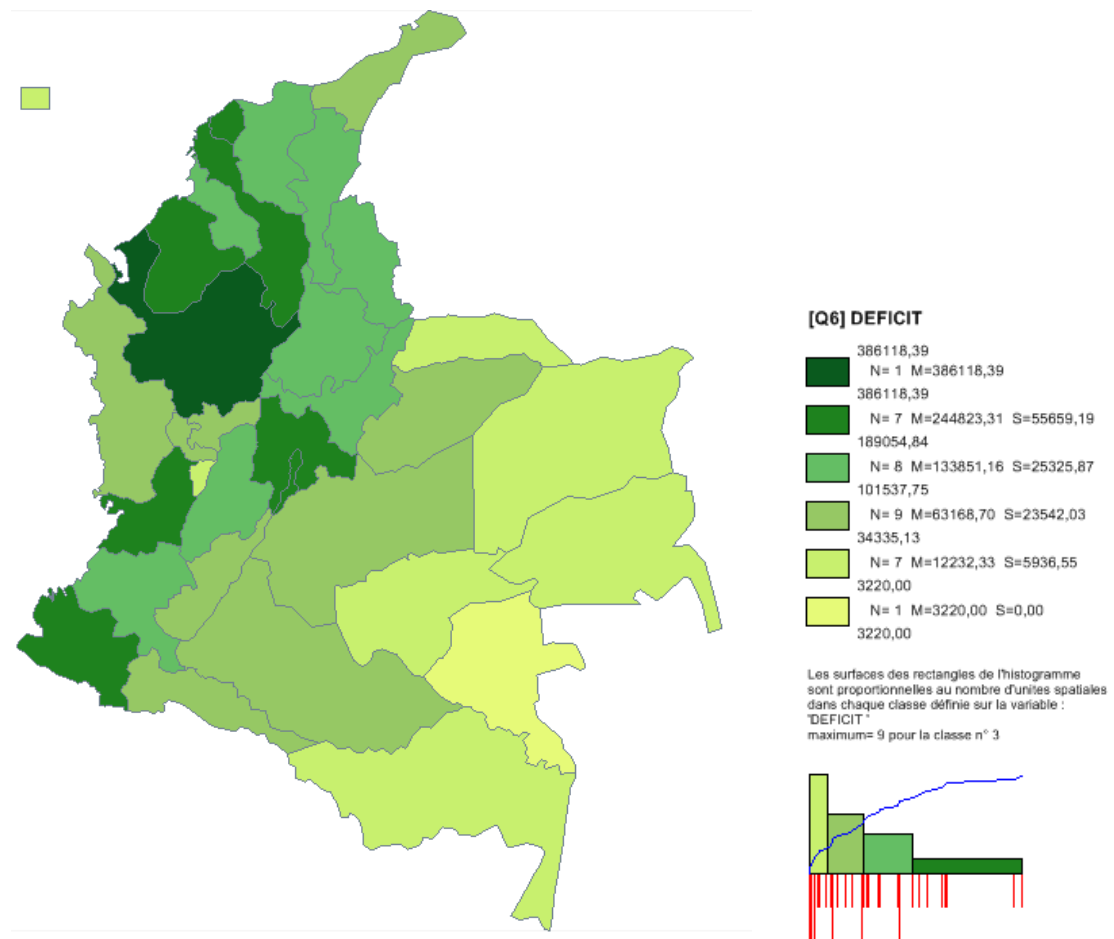 [Q6] DEFICIT
386118,39
N= 1 M=386118,39
386118,39
N= 7 M=244823,31 S=55659,19
189054,84
N= 8 M=133851,16 S=25325,87
101537,75
N= 9 M=63168,70 S=23542,03
34335,13
N= 7 M=12232,33 S=5936,55
3220,00
N= 1 M=3220,00 S=0,00
3220,00
Les surfaces des rectangles de l'histogramme
sont proportionnelles au nombre d'unites spatiales
dans chaque classe définie sur la variable :
"DEFICIT "
maximum= 9 pour la classe n° 3